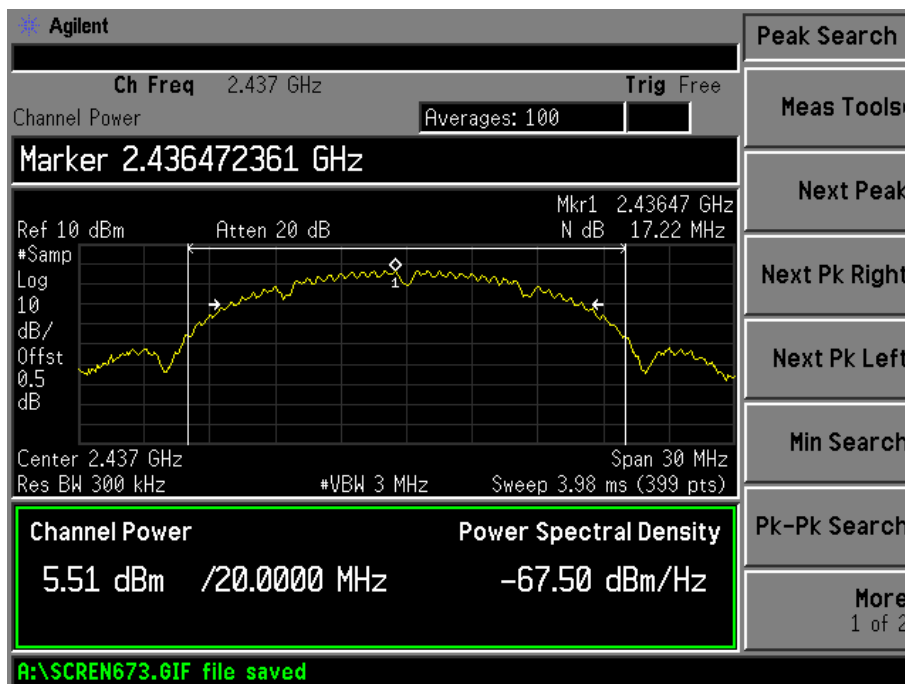 Agilent
Peak Search
Ch Freq 2.437 GHz Trig Free
Channel Power Averages: 100
Meas Tools
Marker 2.436472361 GHz
Next Peak
Mkr1 2.43647 GHz
Ref 10 dBm Atten 20 dB N dB 17.22 MHz
#Samp
Log
10
dB/
Offst
0.5
dB
1
Next Pk Right
Next Pk Left
Min Search
Center 2.437 GHz Span 30 MHz
Res BW 300 kHz #VBW 3 MHz Sweep 3.98 ms (399 pts)
Channel Power Power Spectral Density
5.51 dBm /20.0000 MHz -67.50 dBm/Hz
Pk-Pk Search
More
1 of 2
A:\SCREN673.GIF file saved